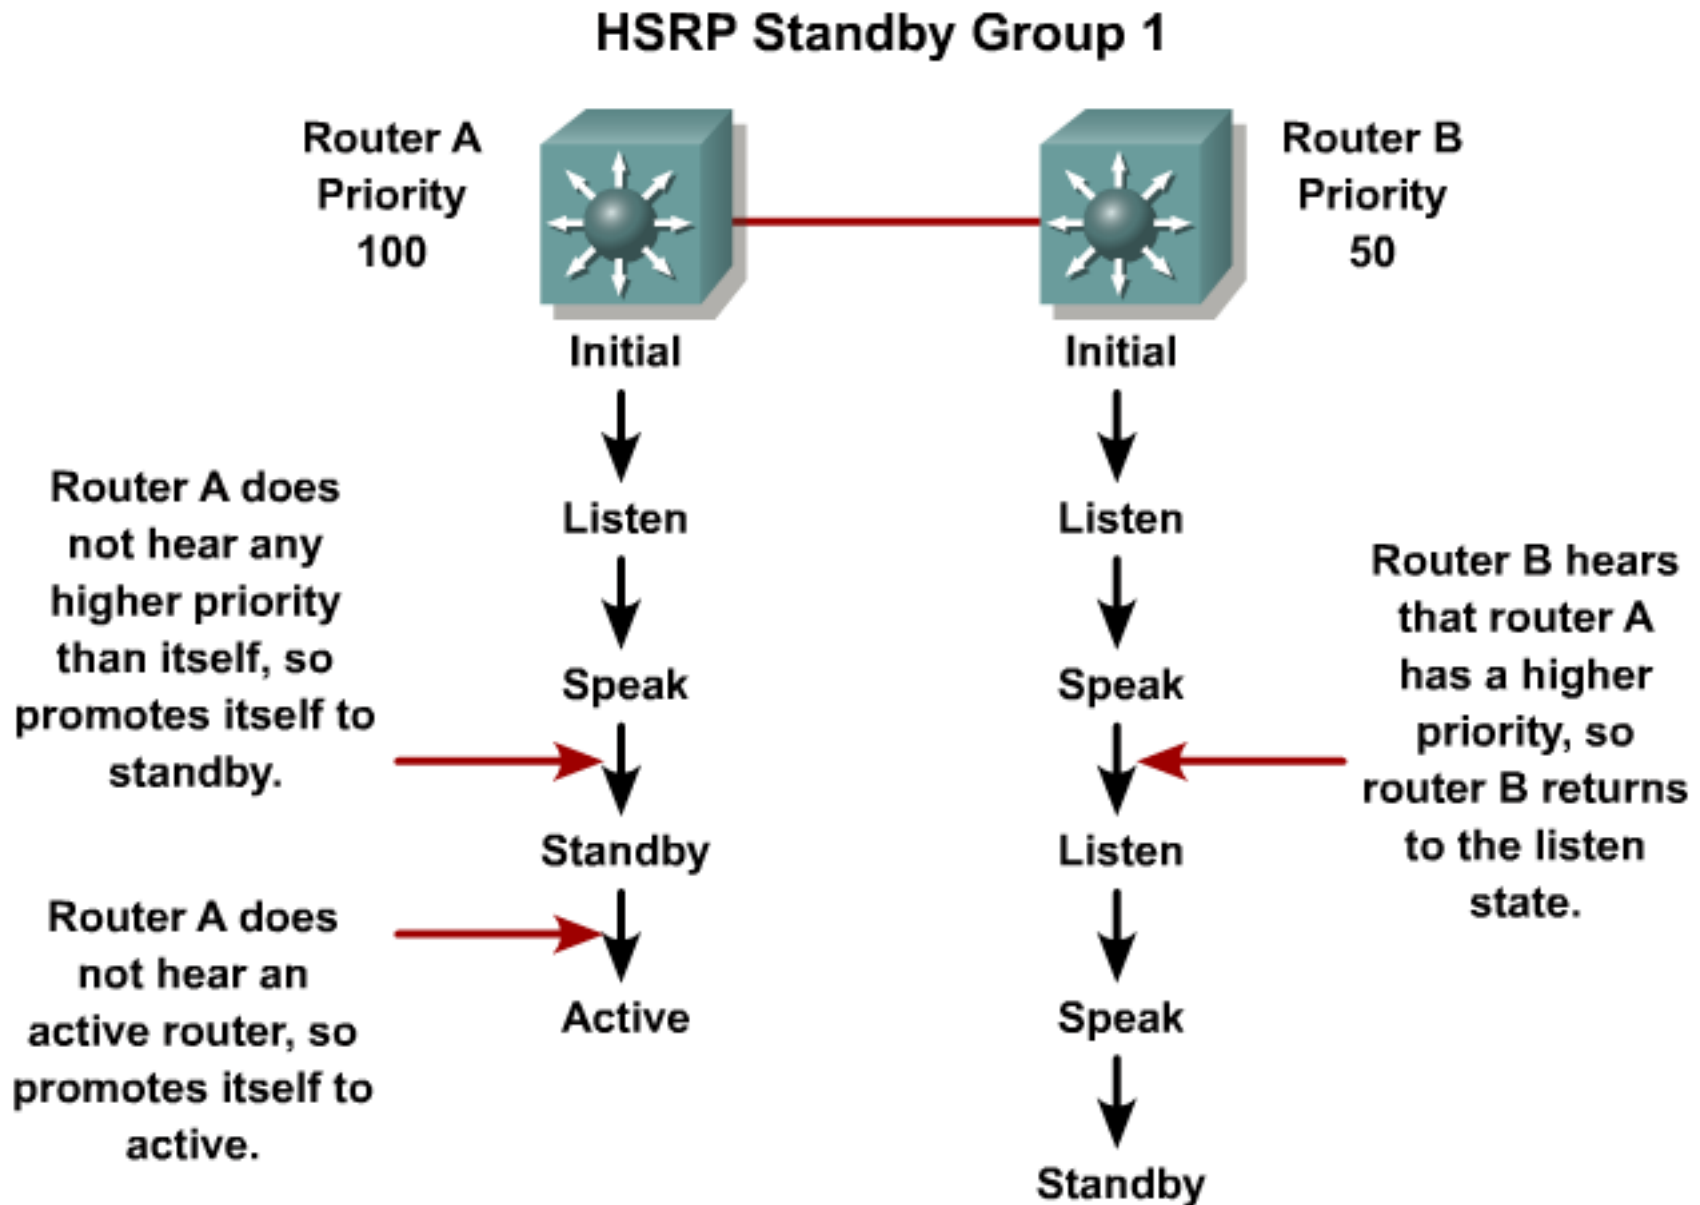 HSRP Standby Group 1
Router A
Priority
100
Router B
Priority
50
Initial
Listen
Speak
Standby
Active
Initial
Listen
Speak
Listen
Speak
Standby
Router A does
not hear any
higher priority
than itself, so
promotes itself to
standby.
Router A does
not hear an
active router, so
promotes itself to
active.
Router B hears
that router A
has a higher
priority, so
router B returns
to the listen
state.